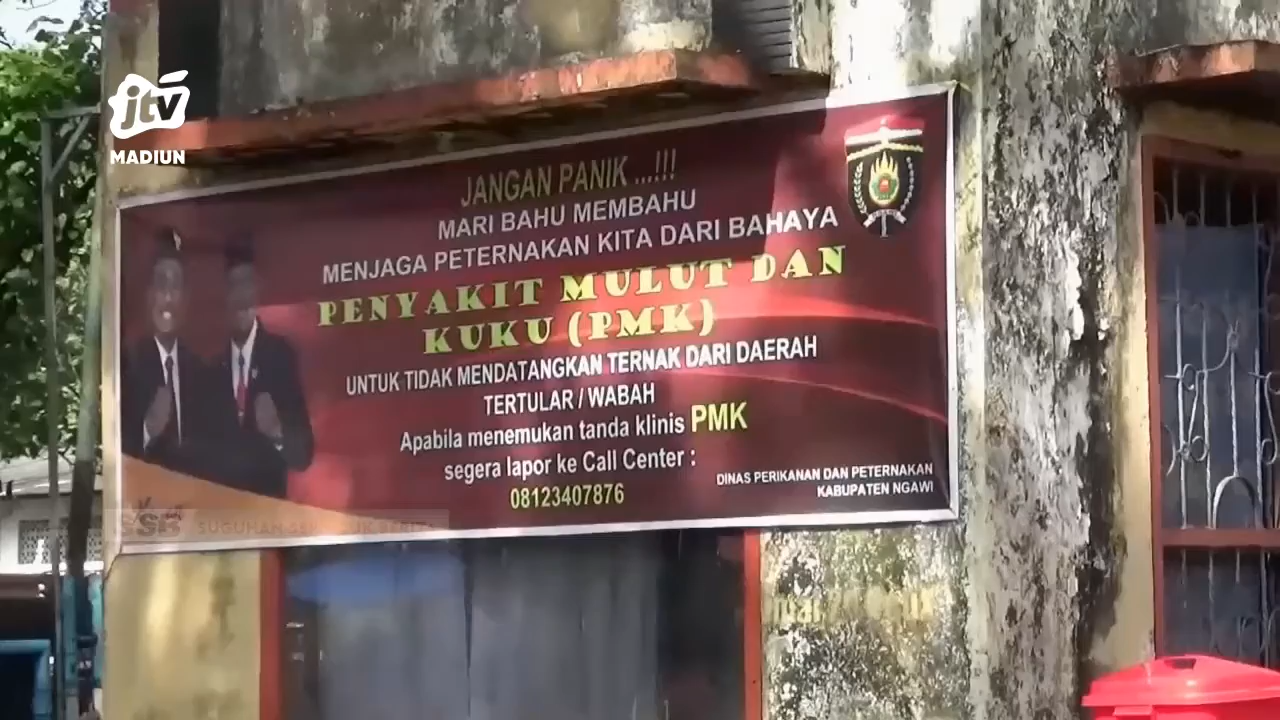 jtv
MADIUN
JANGAN PANIK ...!!!
MARI BAHU MEMBAHU
MENJAGA PETERNAKAN KITA DARI BAHAYA
PENYAKIT MULUT DAN
KUKU (PMK)
UNTUK TIDAK MENDATANGKAN TERNAK DARI DAERAH
TERTULAR / WABAH
Apabila menemukan tanda klinis PMK
segera lapor ke Call Center :
08123407876
DINAS PERIKANAN DAN PETERNAKAN
KABUPATEN NGAWI